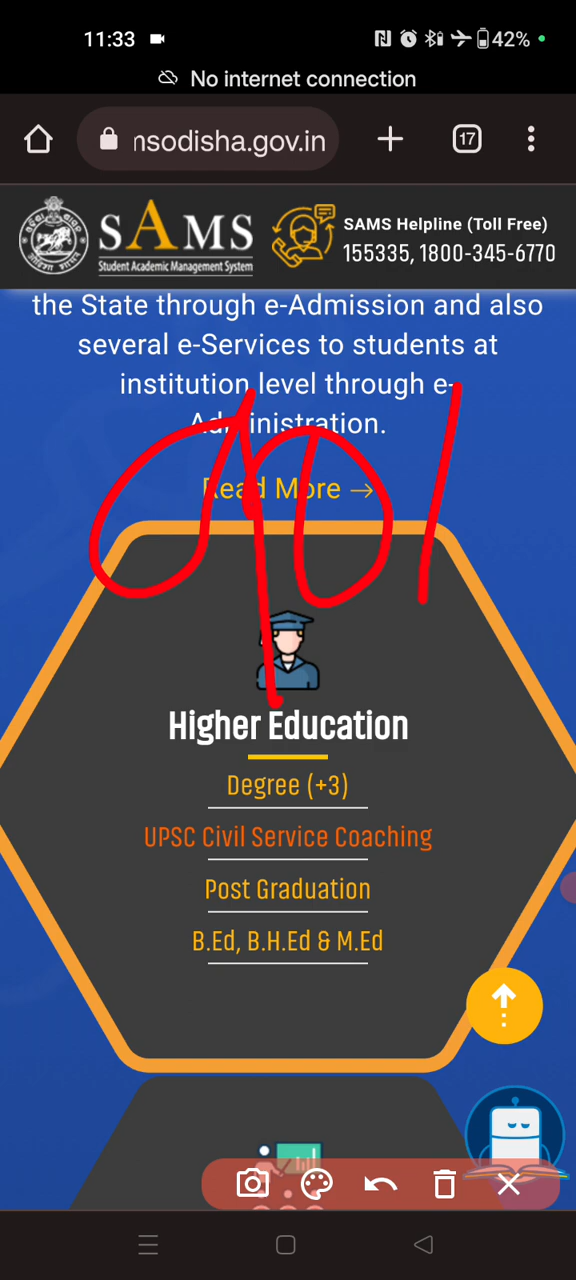 11:33 42%
No internet connection
nsodisha.gov.in 17
SAMS
Student Academic Management System
SAMS Helpline (Toll Free)
155335, 1800-345-6770
the State through e-Admission and also
several e-Services to students at
institution level through e-
Administration.
Read More →
Higher Education
Degree (+3)
UPSC Civil Service Coaching
Post Graduation
B.Ed, B.H.Ed & M.Ed